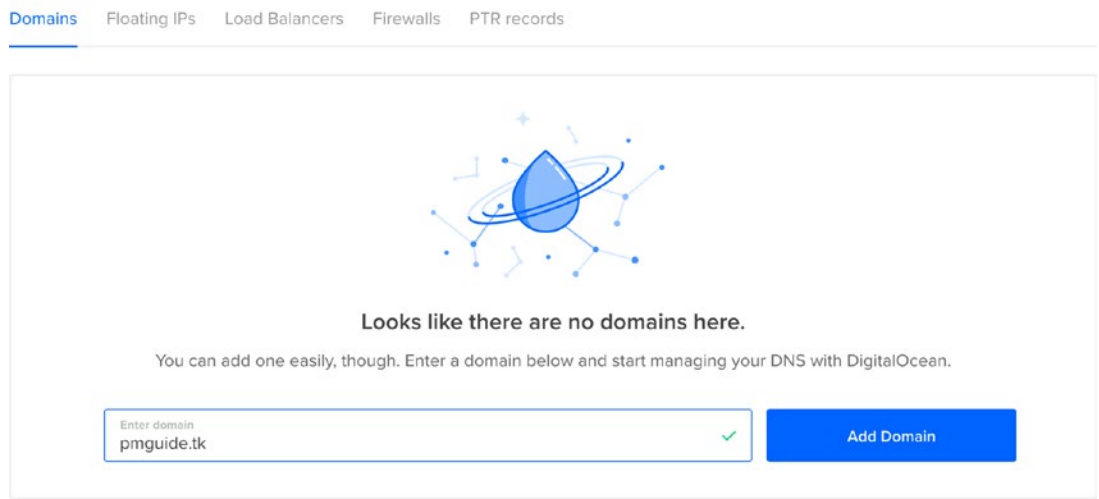 Domains Floating IPs Load Balancers Firewalls PTR records
Looks like there are no domains here.
You can add one easily, though. Enter a domain below and start managing your DNS with DigitalOcean.
Enter domain
pmguide.tk
Add Domain